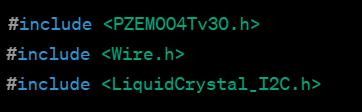 #include <PZEM004Tv30.h>
#include <Wire.h>
#include <LiquidCrystal_I2C.h>